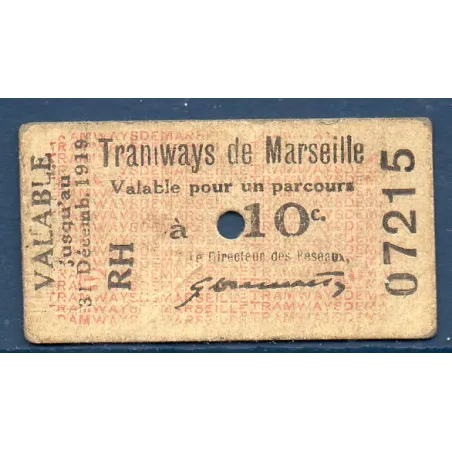 VALABLE
jusqu'au
31 Décemb. 1919
RH
Tramways de Marseille
Valable pour un parcours
à 10 c.
Le Directeur des Réseaux,
07215